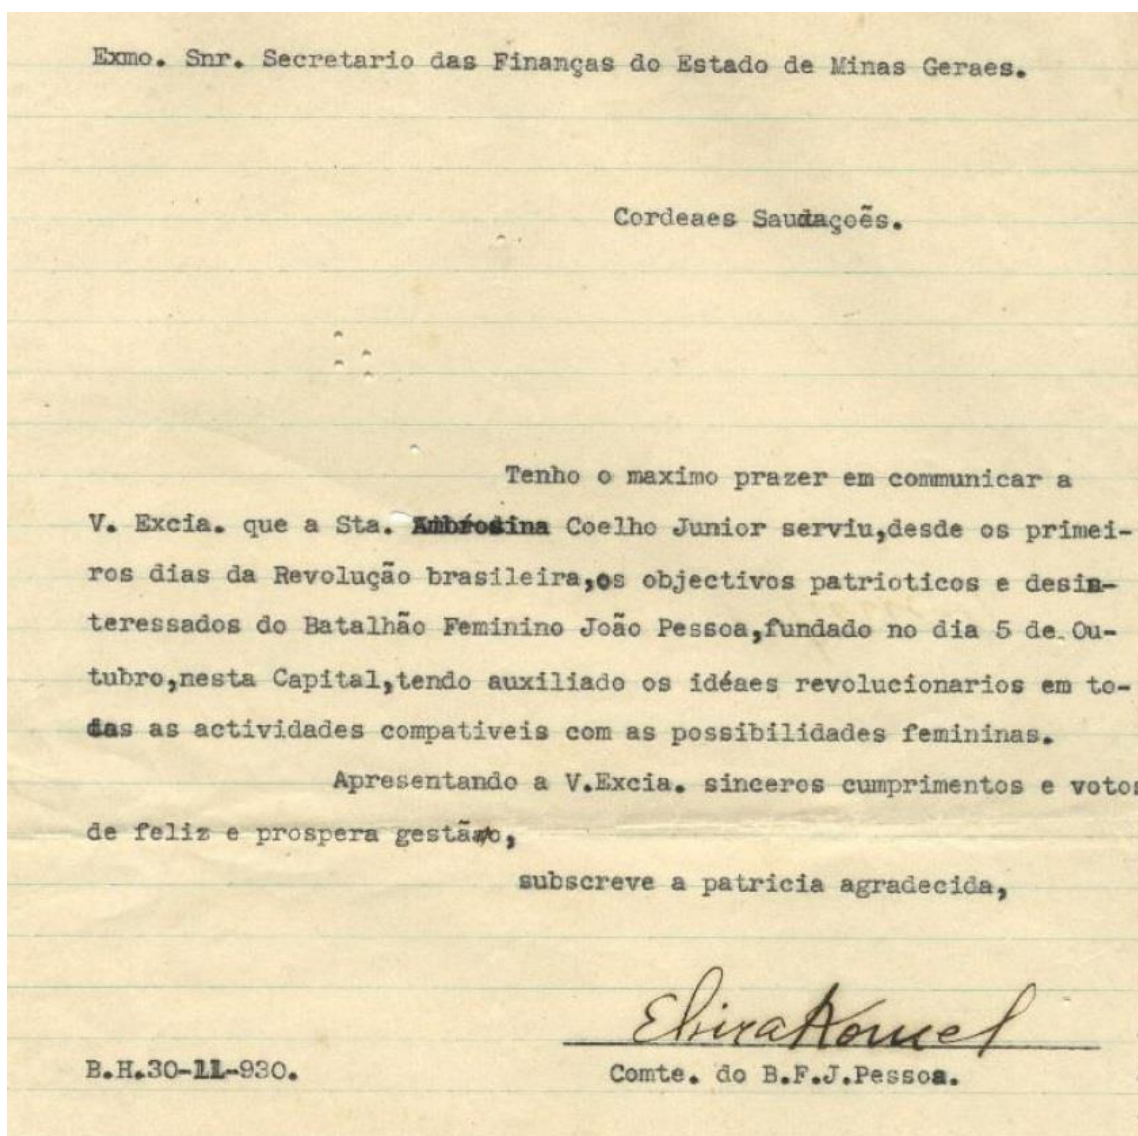 Exmo. Snr. Secretario das Finanças do Estado de Minas Geraes.
Cordeaes Saudaçoẽs.
Tenho o maximo prazer em communicar a
V. Excia. que a Sta. Ambrosina Coelho Junior serviu,desde os primei-
ros dias da Revolução brasileira,os objectivos patrioticos e desin-
teressados do Batalhão Feminino João Pessoa,fundado no dia 5 de Ou-
tubro,nesta Capital,tendo auxiliado os idéaes revolucionarios em to-
das as actividades compativeis com as possibilidades femininas.
Apresentando a V.Excia. sinceros cumprimentos e votos
de feliz e prospera gestão,
subscreve a patricia agradecida,
Elvira Komel
B.H.30-11-930.
Comte. do B.F.J.Pessoa.